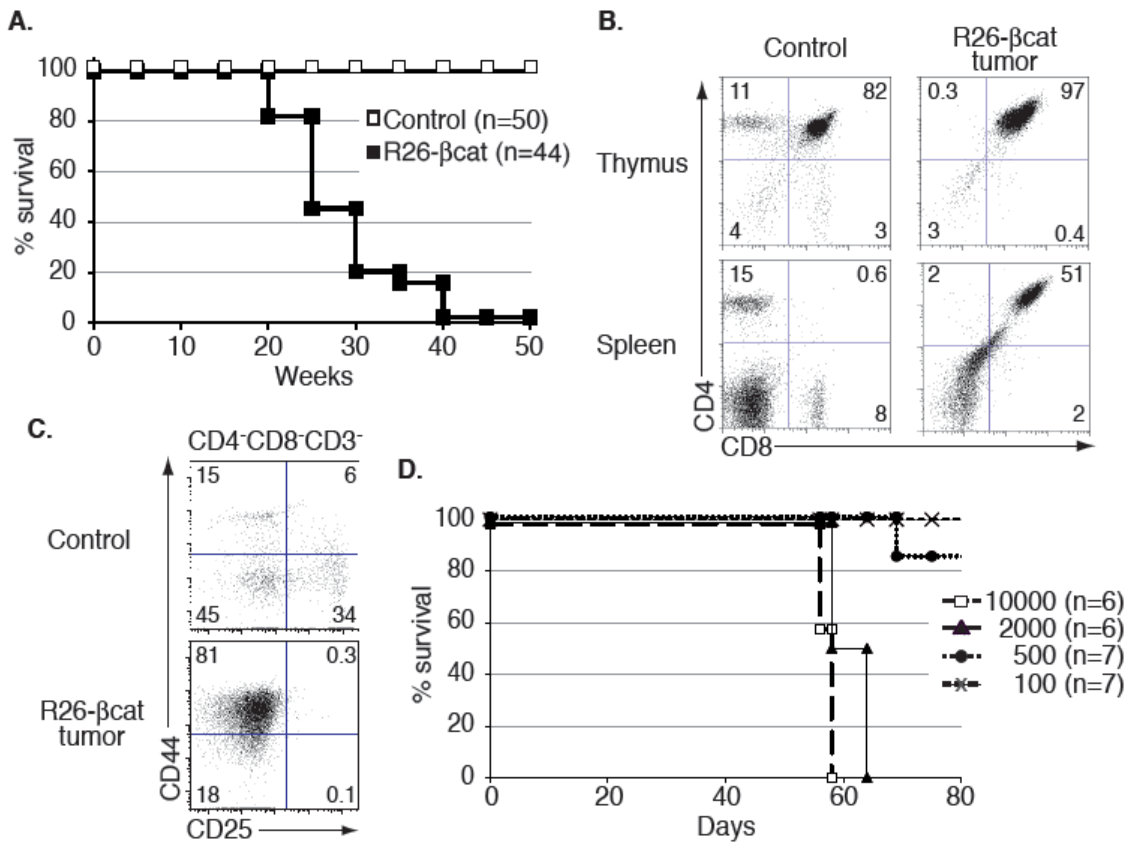 A.
100
80
60
40
20
0
% survival
0 10 20 30 40 50
Weeks
Control (n=50)
R26-βcat (n=44)
B.
Control
R26-βcat
tumor
Thymus
11 82
4 3
0.3 97
3 0.4
Spleen
15 0.6
8
2 51
2
CD4
CD8
C.
CD4-CD8-CD3-
Control
15 6
45 34
R26-βcat
tumor
81 0.3
18 0.1
CD44
CD25
D.
100
80
60
40
20
0
% survival
0 20 40 60 80
Days
10000 (n=6)
2000 (n=6)
500 (n=7)
100 (n=7)